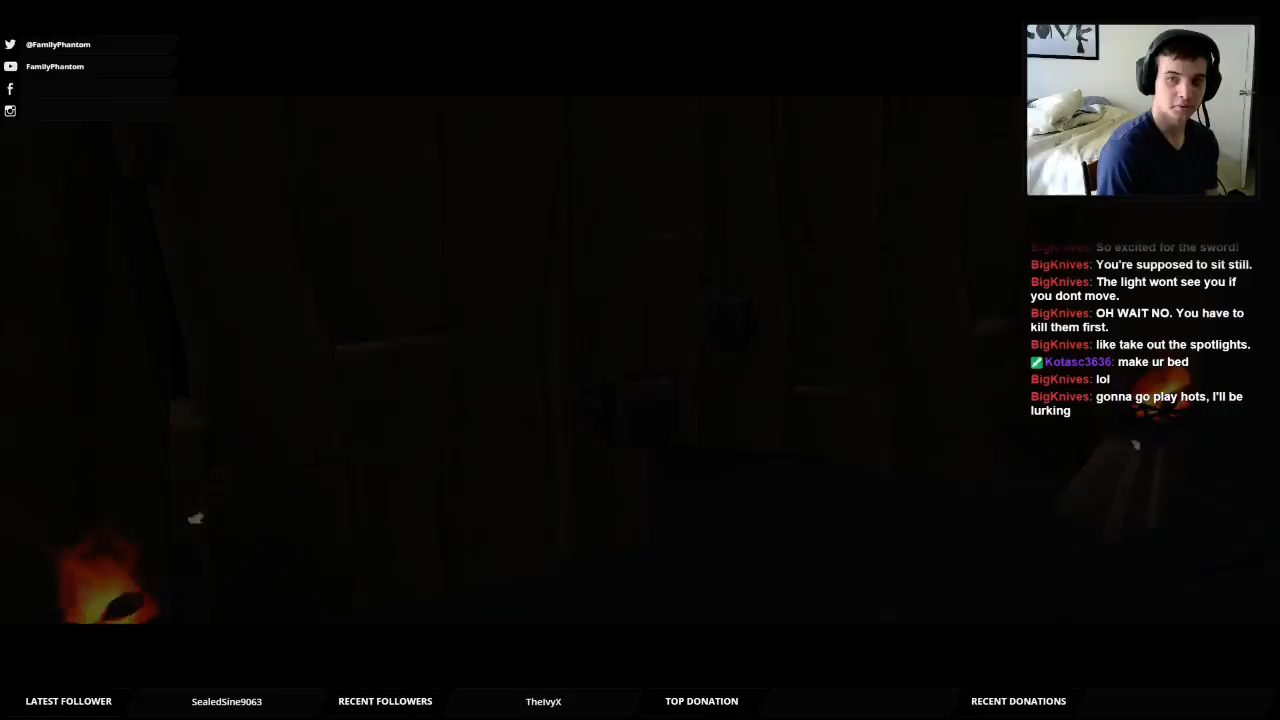 @FamilyPhantom
FamilyPhantom
LOVE
BigKnives: So excited for the sword!
BigKnives: You're supposed to sit still.
BigKnives: The light wont see you if
you dont move.
BigKnives: OH WAIT NO. You have to
kill them first.
BigKnives: like take out the spotlights.
Kotasc3636: make ur bed
BigKnives: lol
BigKnives: gonna go play hots, I'll be
lurking
LATEST FOLLOWER
SealedSine9063
RECENT FOLLOWERS
TheIvyX
TOP DONATION
RECENT DONATIONS